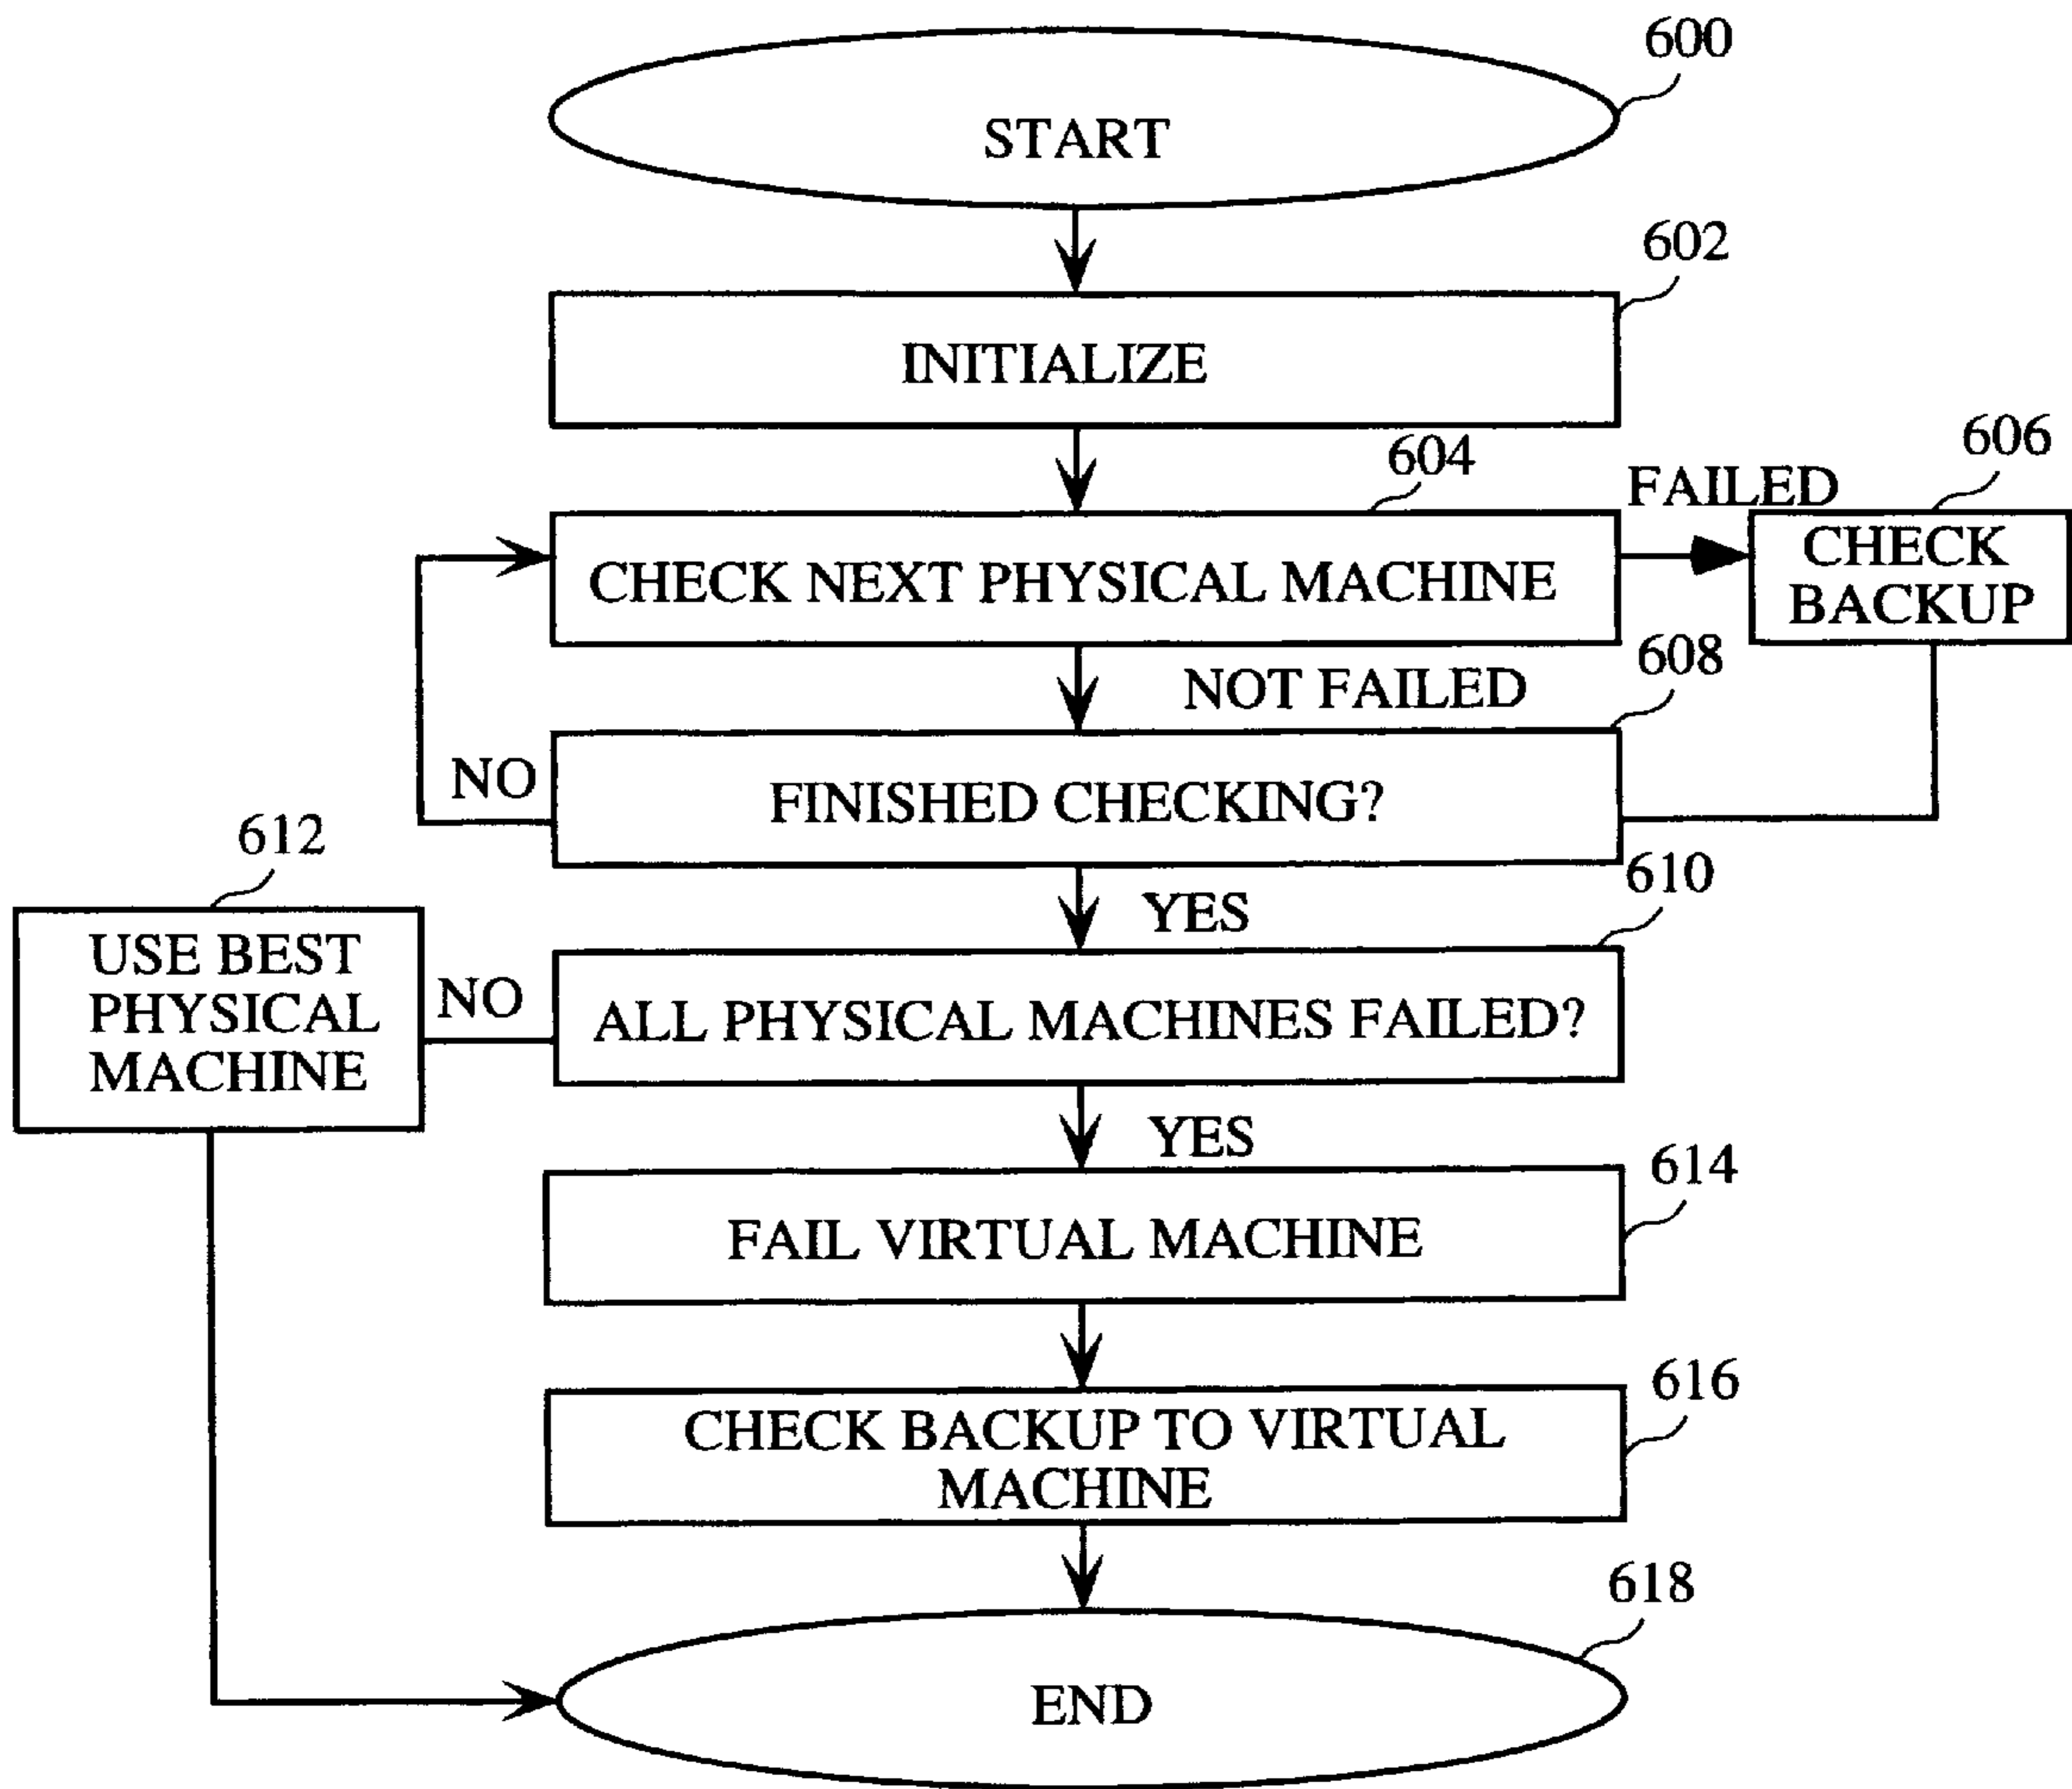 600
START
602
INITIALIZE
604
606
FAILED
CHECK
BACKUP
CHECK NEXT PHYSICAL MACHINE
608
NOT FAILED
NO
FINISHED CHECKING?
612
610
YES
USE BEST
PHYSICAL
MACHINE
NO
ALL PHYSICAL MACHINES FAILED?
YES
614
FAIL VIRTUAL MACHINE
616
CHECK BACKUP TO VIRTUAL
MACHINE
618
END